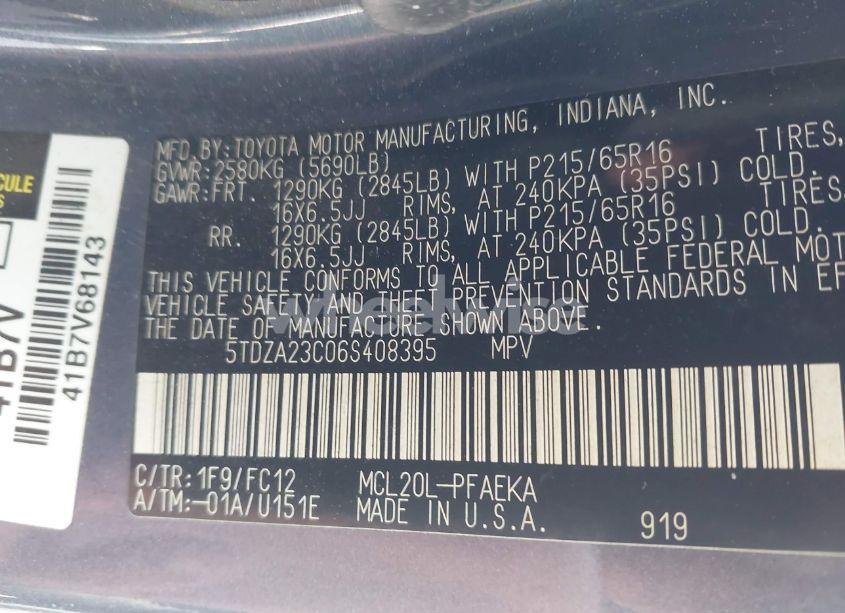 MFD.BY:TOYOTA MOTOR MANUFACTURING, INDIANA, INC.
GVWR:2580KG (5690LB)
GAWR:FRT. 1290KG (2845LB) WITH P215/65R16 TIRES,
16X6.5JJ RIMS, AT 240KPA (35PSI) COLD.
RR. 1290KG (2845LB) WITH P215/65R16 TIRES,
16X6.5JJ RIMS, AT 240KPA (35PSI) COLD.
THIS VEHICLE CONFORMS TO ALL APPLICABLE FEDERAL MOT
VEHICLE SAFETY AND THEFT PREVENTION STANDARDS IN EF
THE DATE OF MANUFACTURE SHOWN ABOVE.
5TDZA23C06S408395 MPV
C/TR:1F9/FC12 MCL20L-PFAEKA
A/TM:-01A/U151E MADE IN U.S.A. 919
41B7V
41B7V68143